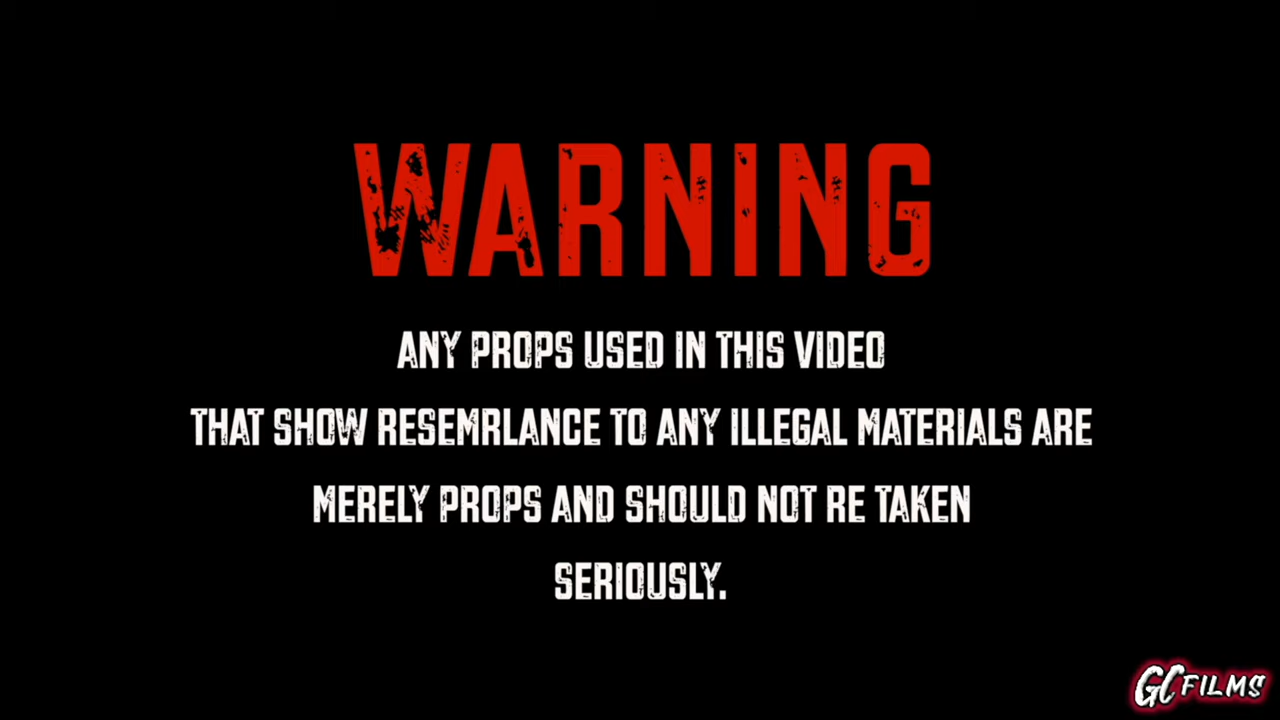 WARNING
ANY PROPS USED IN THIS VIDEO
THAT SHOW RESEMRLANCE TO ANY ILLEGAL MATERIALS ARE
MERELY PROPS AND SHOULD NOT RE TAKEN
SERIOUSLY.
GC FILMS